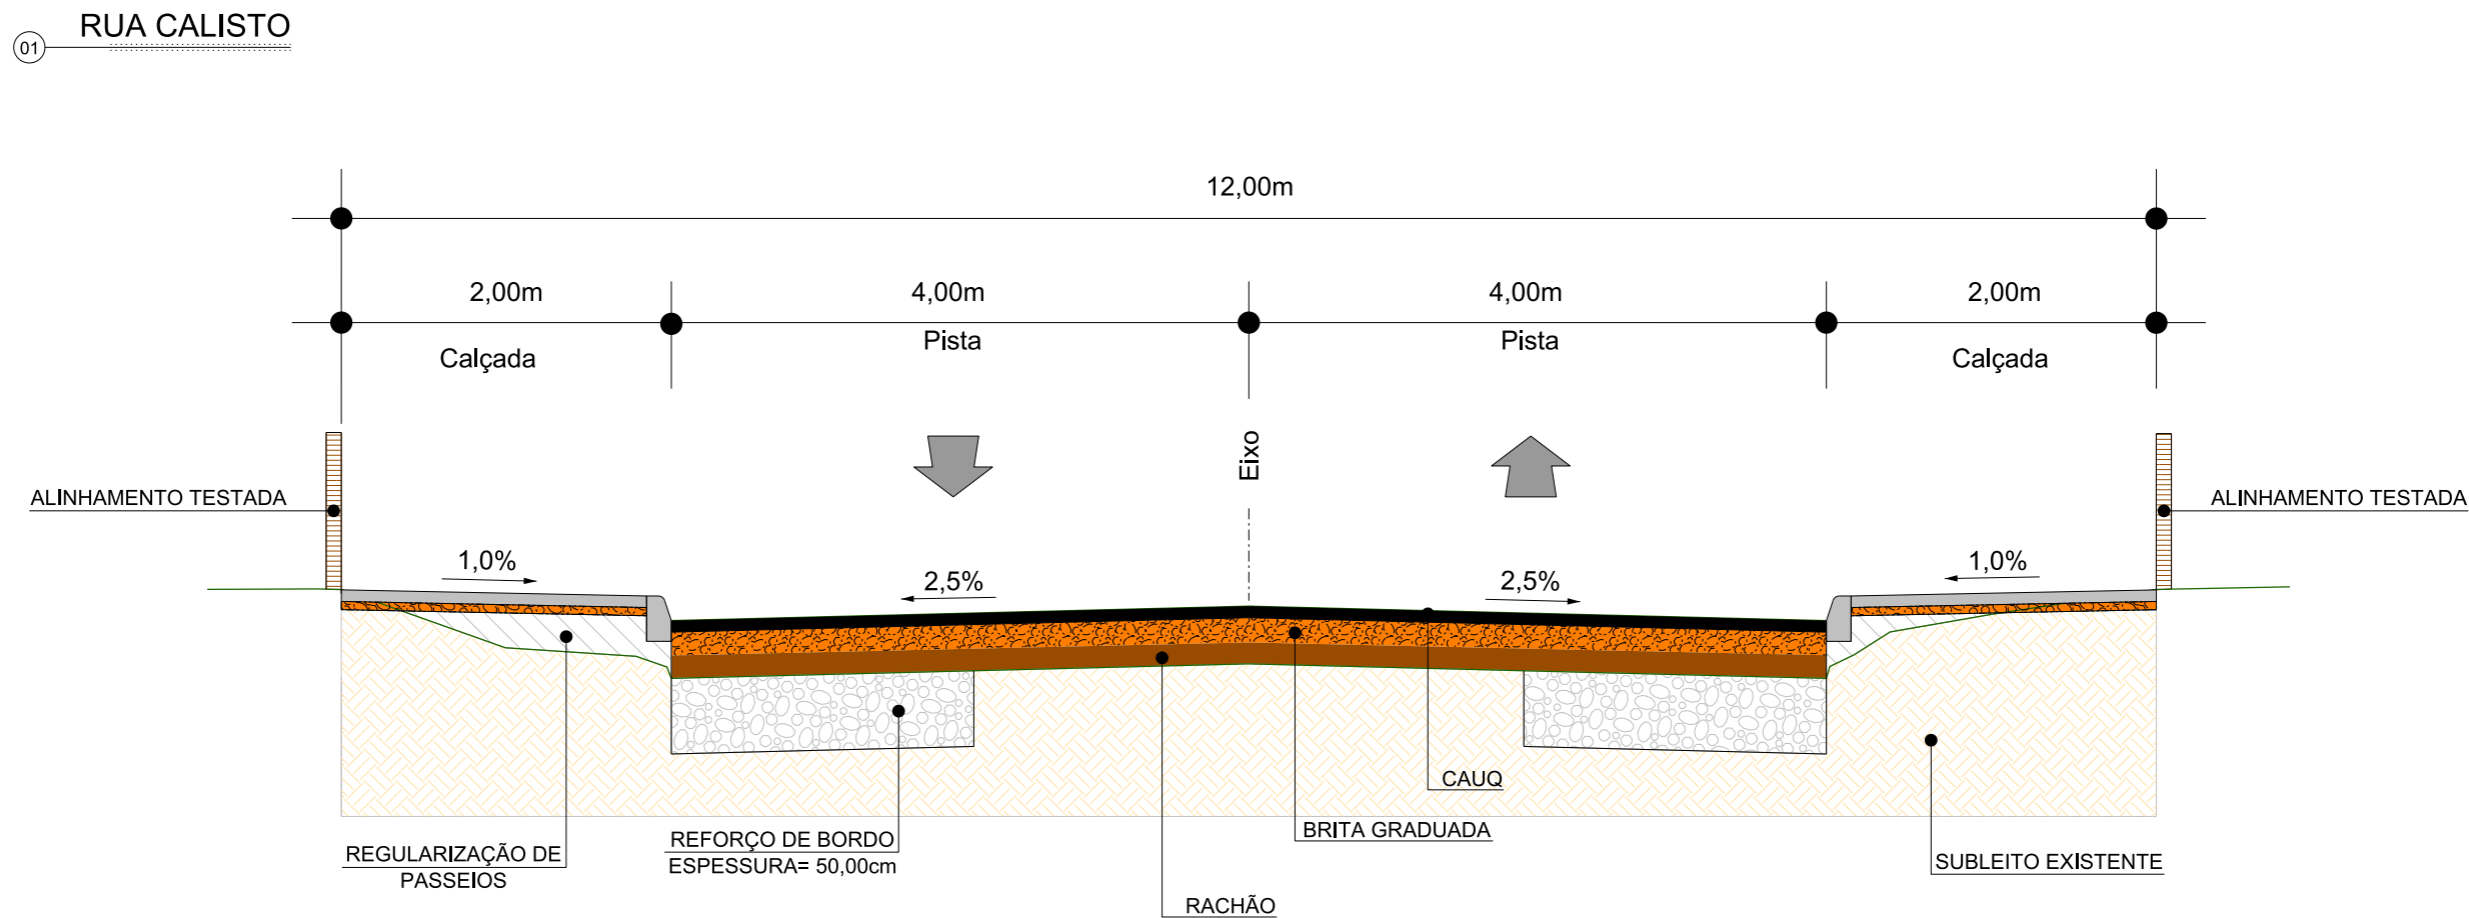 RUA CALISTO
01
12,00m
2,00m
4,00m
4,00m
2,00m
Calçada
Pista
Pista
Calçada
Eixo
ALINHAMENTO TESTADA
ALINHAMENTO TESTADA
1,0%
2,5%
2,5%
1,0%
CAUQ
BRITA GRADUADA
REFORÇO DE BORDO
ESPESSURA= 50,00cm
REGULARIZAÇÃO DE
PASSEIOS
SUBLEITO EXISTENTE
RACHÃO